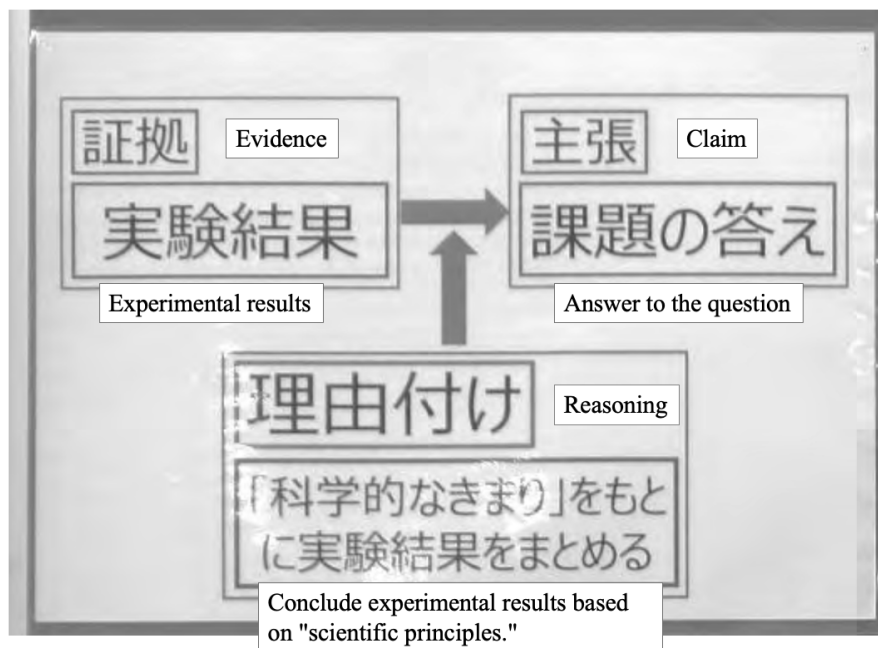 証拠
Evidence
実験結果
Experimental results
主張
Claim
課題の答え
Answer to the question
理由付け
Reasoning
「科学的なきまり」をもと
に実験結果をまとめる
Conclude experimental results based
on "scientific principles."